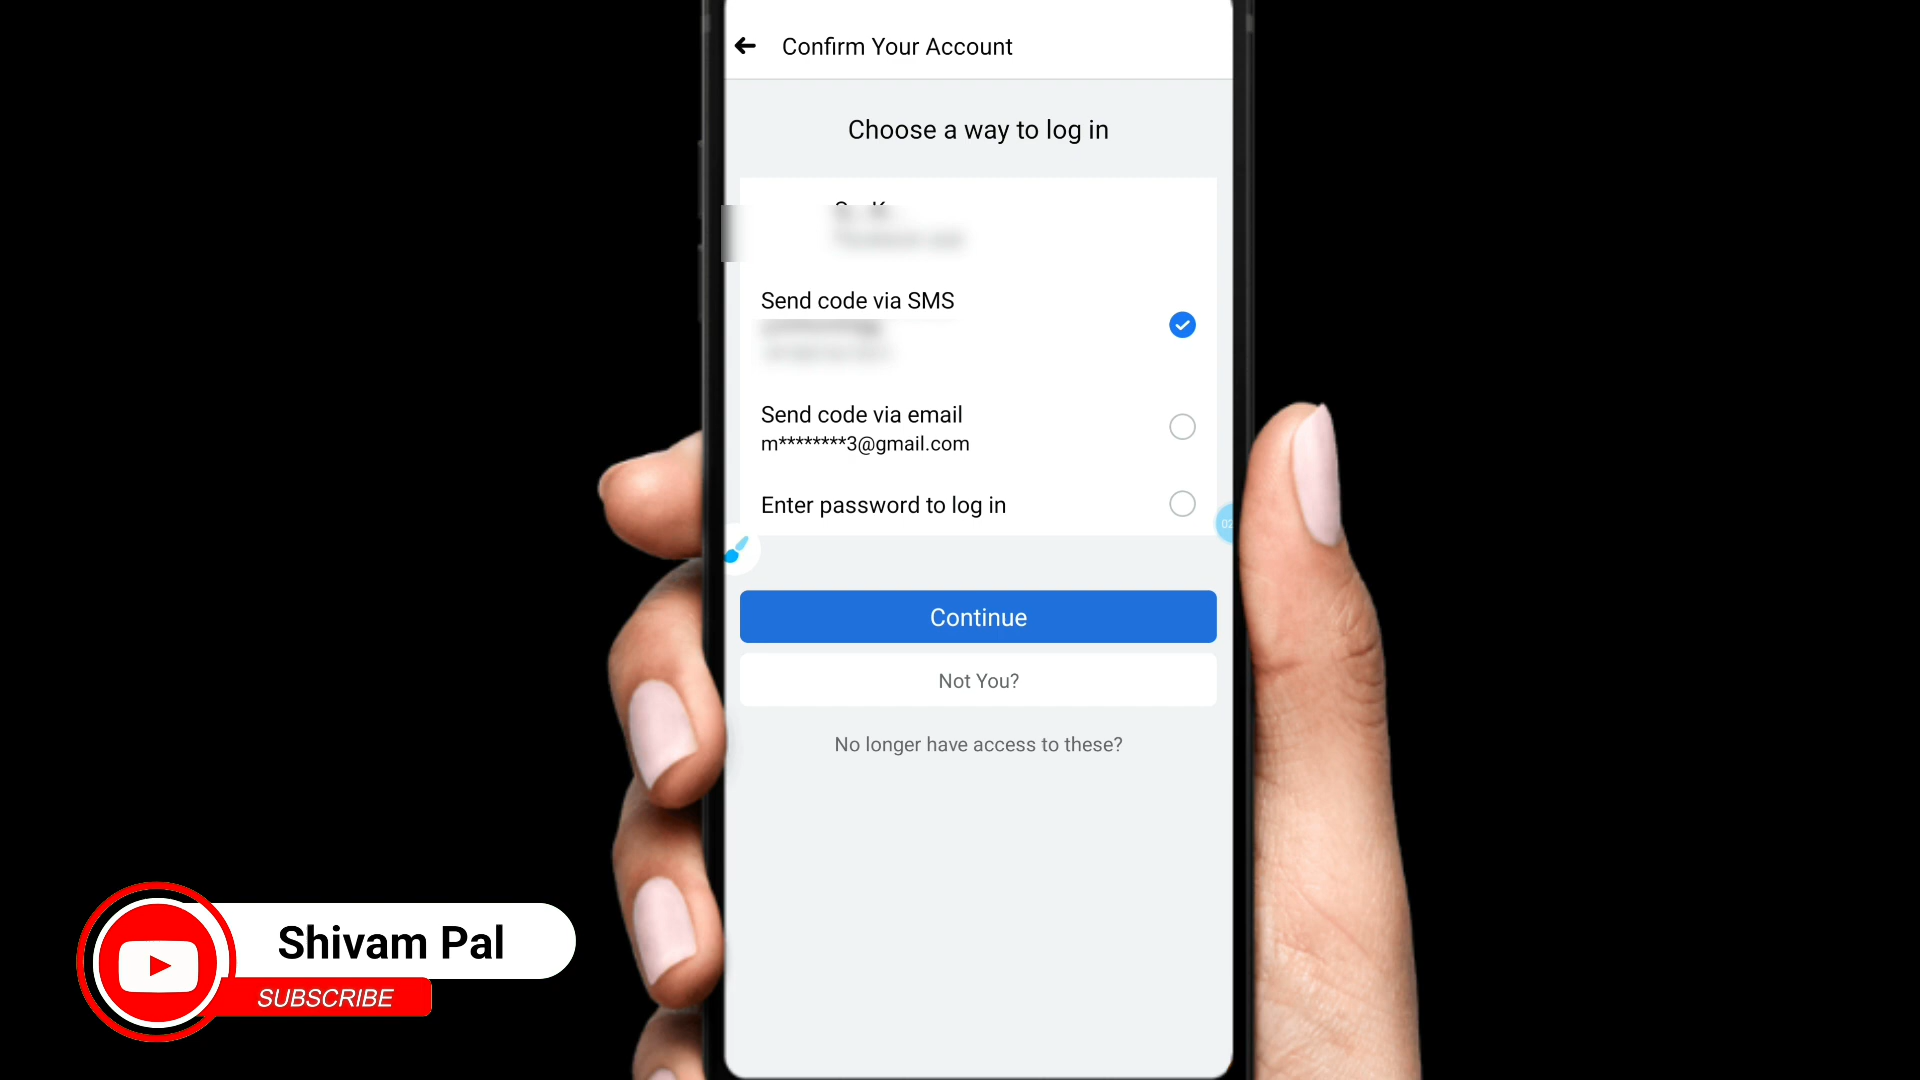 Confirm Your Account
Choose a way to log in
Send code via SMS
Send code via email
m********3@gmail.com
Enter password to log in
02
Continue
Not You?
No longer have access to these?
Shivam Pal
SUBSCRIBE